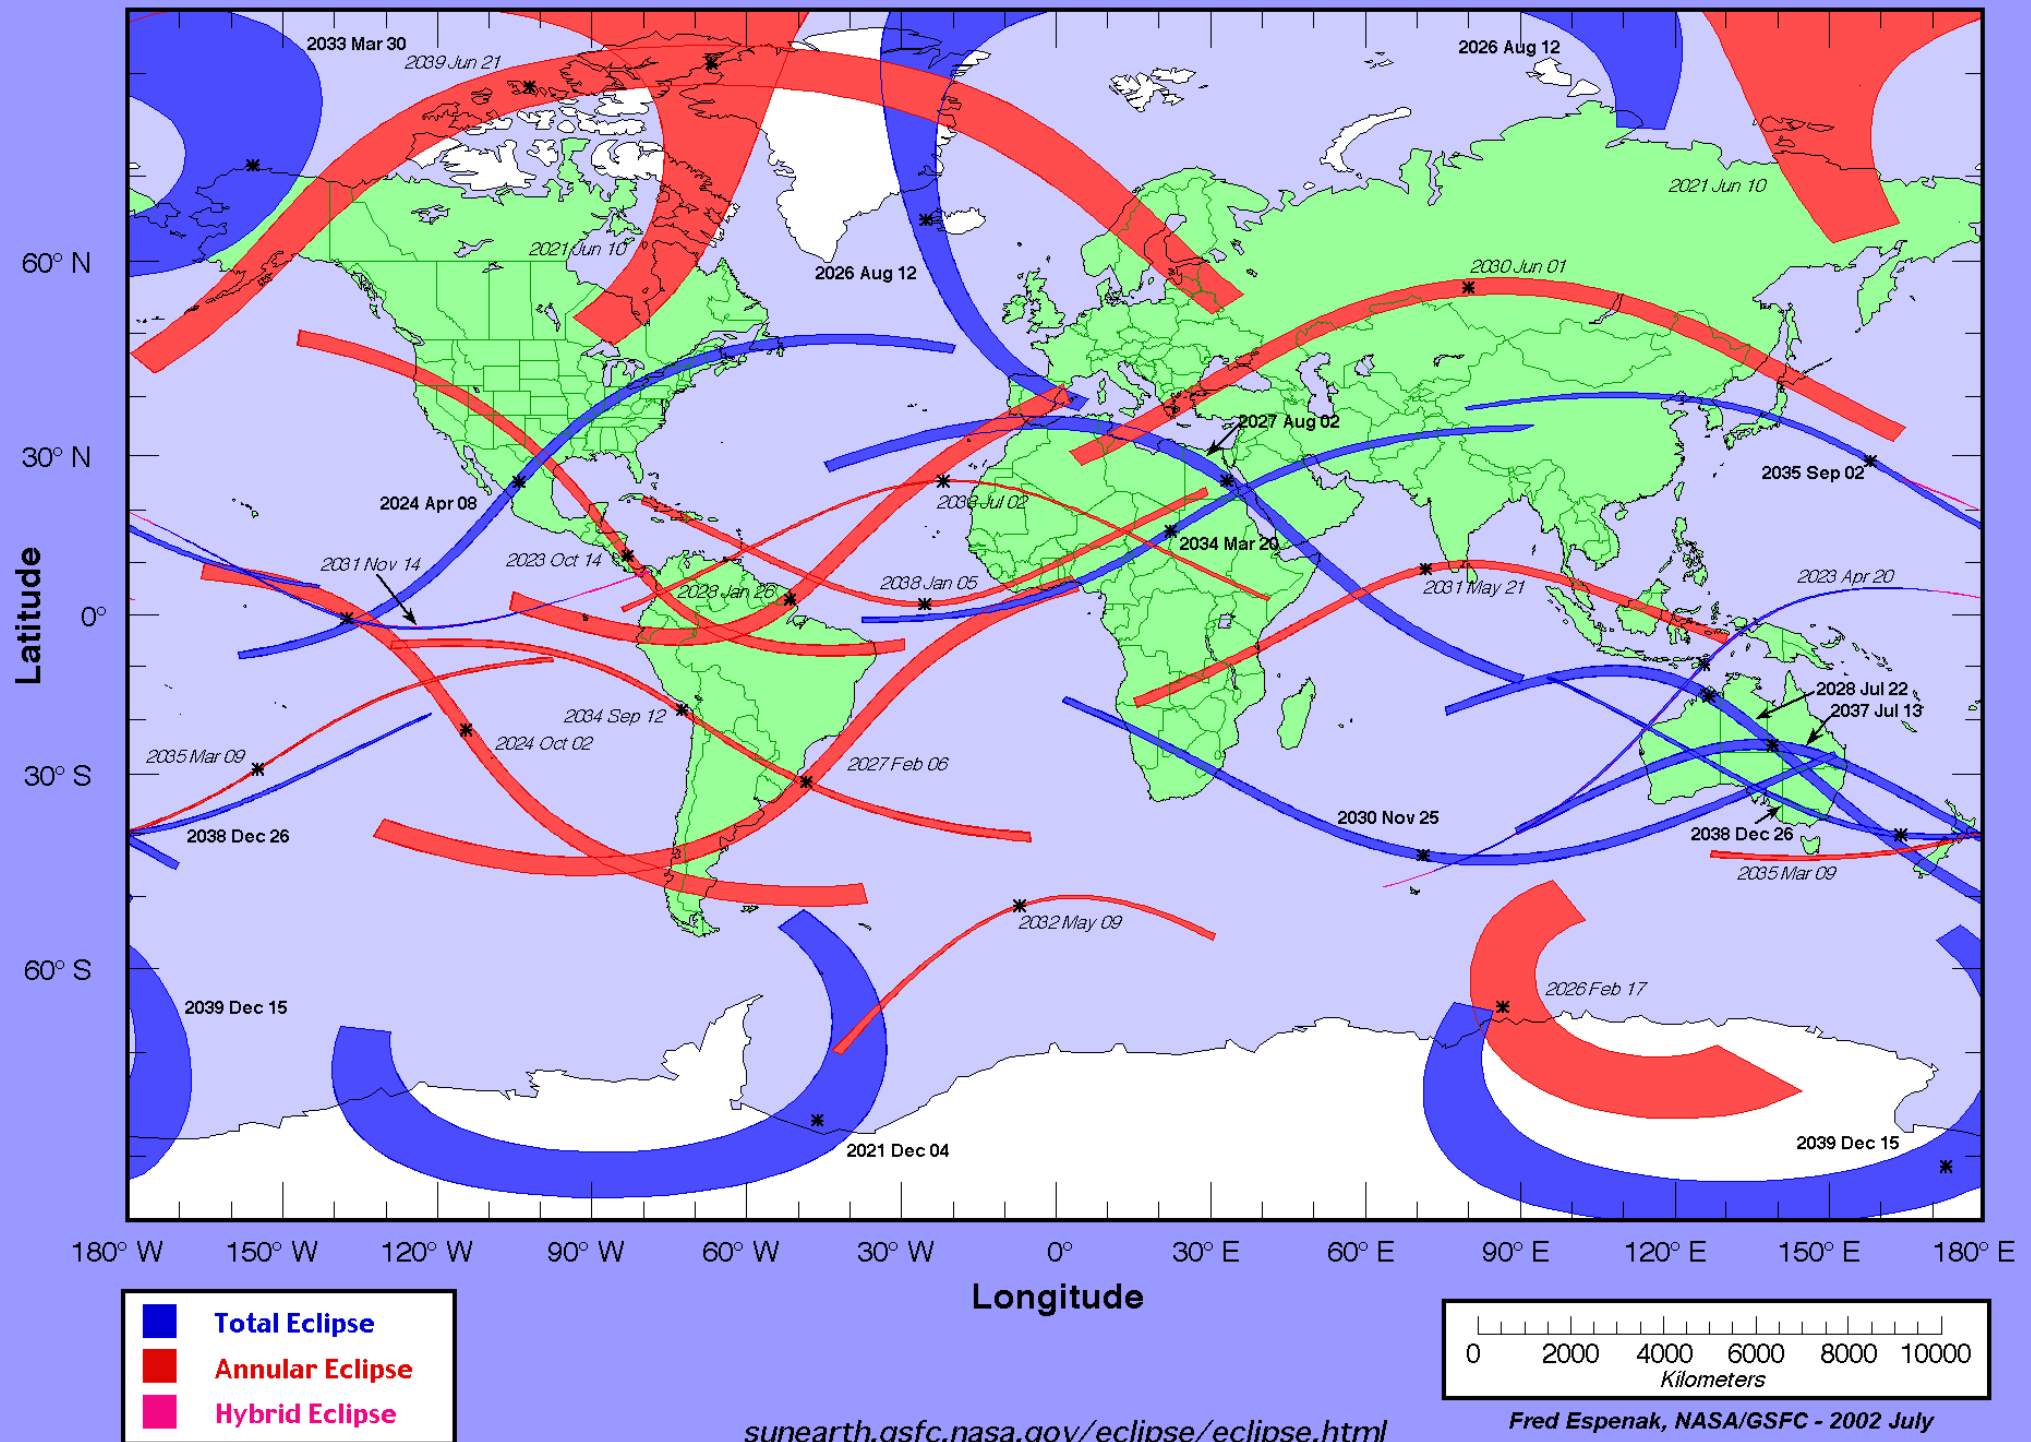 2033 Mar 30
2039 Jun 21
2026 Aug 12
2021 Jun 10
2021 Jun 10
2026 Aug 12
2030 Jun 01
60° N
2027 Aug 02
30° N
2035 Sep 02
2024 Apr 08
2036 Jul 02
2034 Mar 20
2031 Nov 14
2023 Oct 14
2038 Jan 05
2028 Jan 26
2031 May 21
2023 Apr 20
Latitude
0°
2028 Jul 22
2037 Jul 13
2034 Sep 12
2024 Oct 02
2035 Mar 09
2027 Feb 06
30° S
2030 Nov 25
2038 Dec 26
2038 Dec 26
2035 Mar 09
2032 May 09
60° S
2026 Feb 17
2039 Dec 15
2021 Dec 04
2039 Dec 15
180° W 150° W 120° W 90° W 60° W 30° W 0° 30° E 60° E 90° E 120° E 150° E 180° E
Longitude
Total Eclipse
Annular Eclipse
Hybrid Eclipse
0 2000 4000 6000 8000 10000
Kilometers
Fred Espenak, NASA/GSFC - 2002 July
sunearth.gsfc.nasa.gov/eclipse/eclipse.html